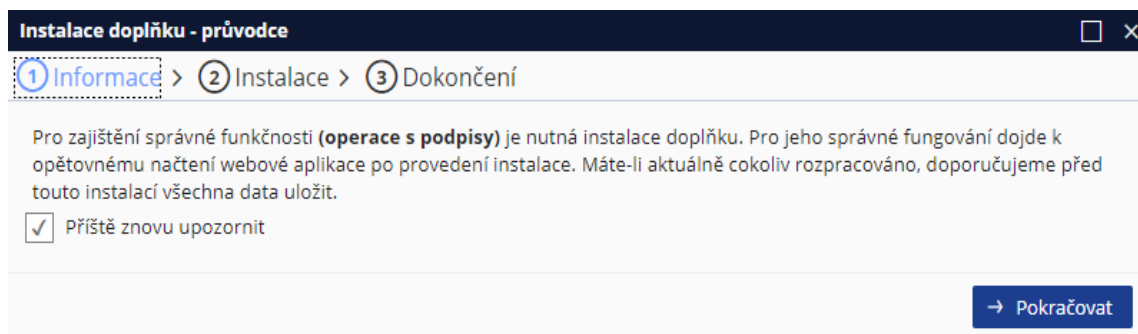 Instalace doplňku - průvodce
1 Informace > 2 Instalace > 3 Dokončení
Pro zajištění správné funkčnosti (operace s podpisy) je nutná instalace doplňku. Pro jeho správné fungování dojde k
opětovnému načtení webové aplikace po provedení instalace. Máte-li aktuálně cokoliv rozpracováno, doporučujeme před
touto instalací všechna data uložit.
Příště znovu upozornit
→ Pokračovat